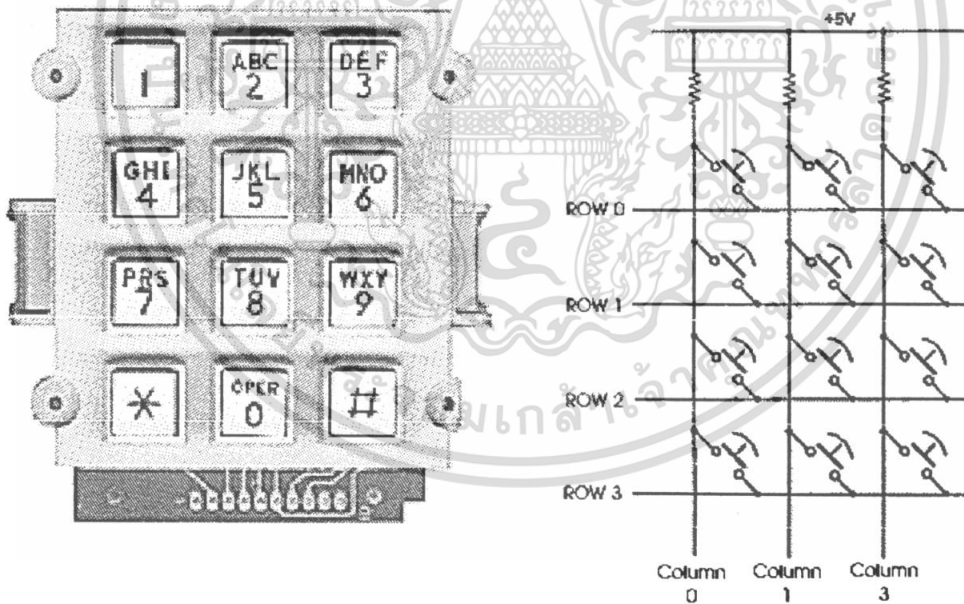 1
ABC
2
DEF
3
GHI
4
JKL
5
MNO
6
PRS
7
TUV
8
WXY
9
*
OPER
0
#
+5V
ROW 0
ROW 1
ROW 2
ROW 3
Column
0
Column
1
Column
3